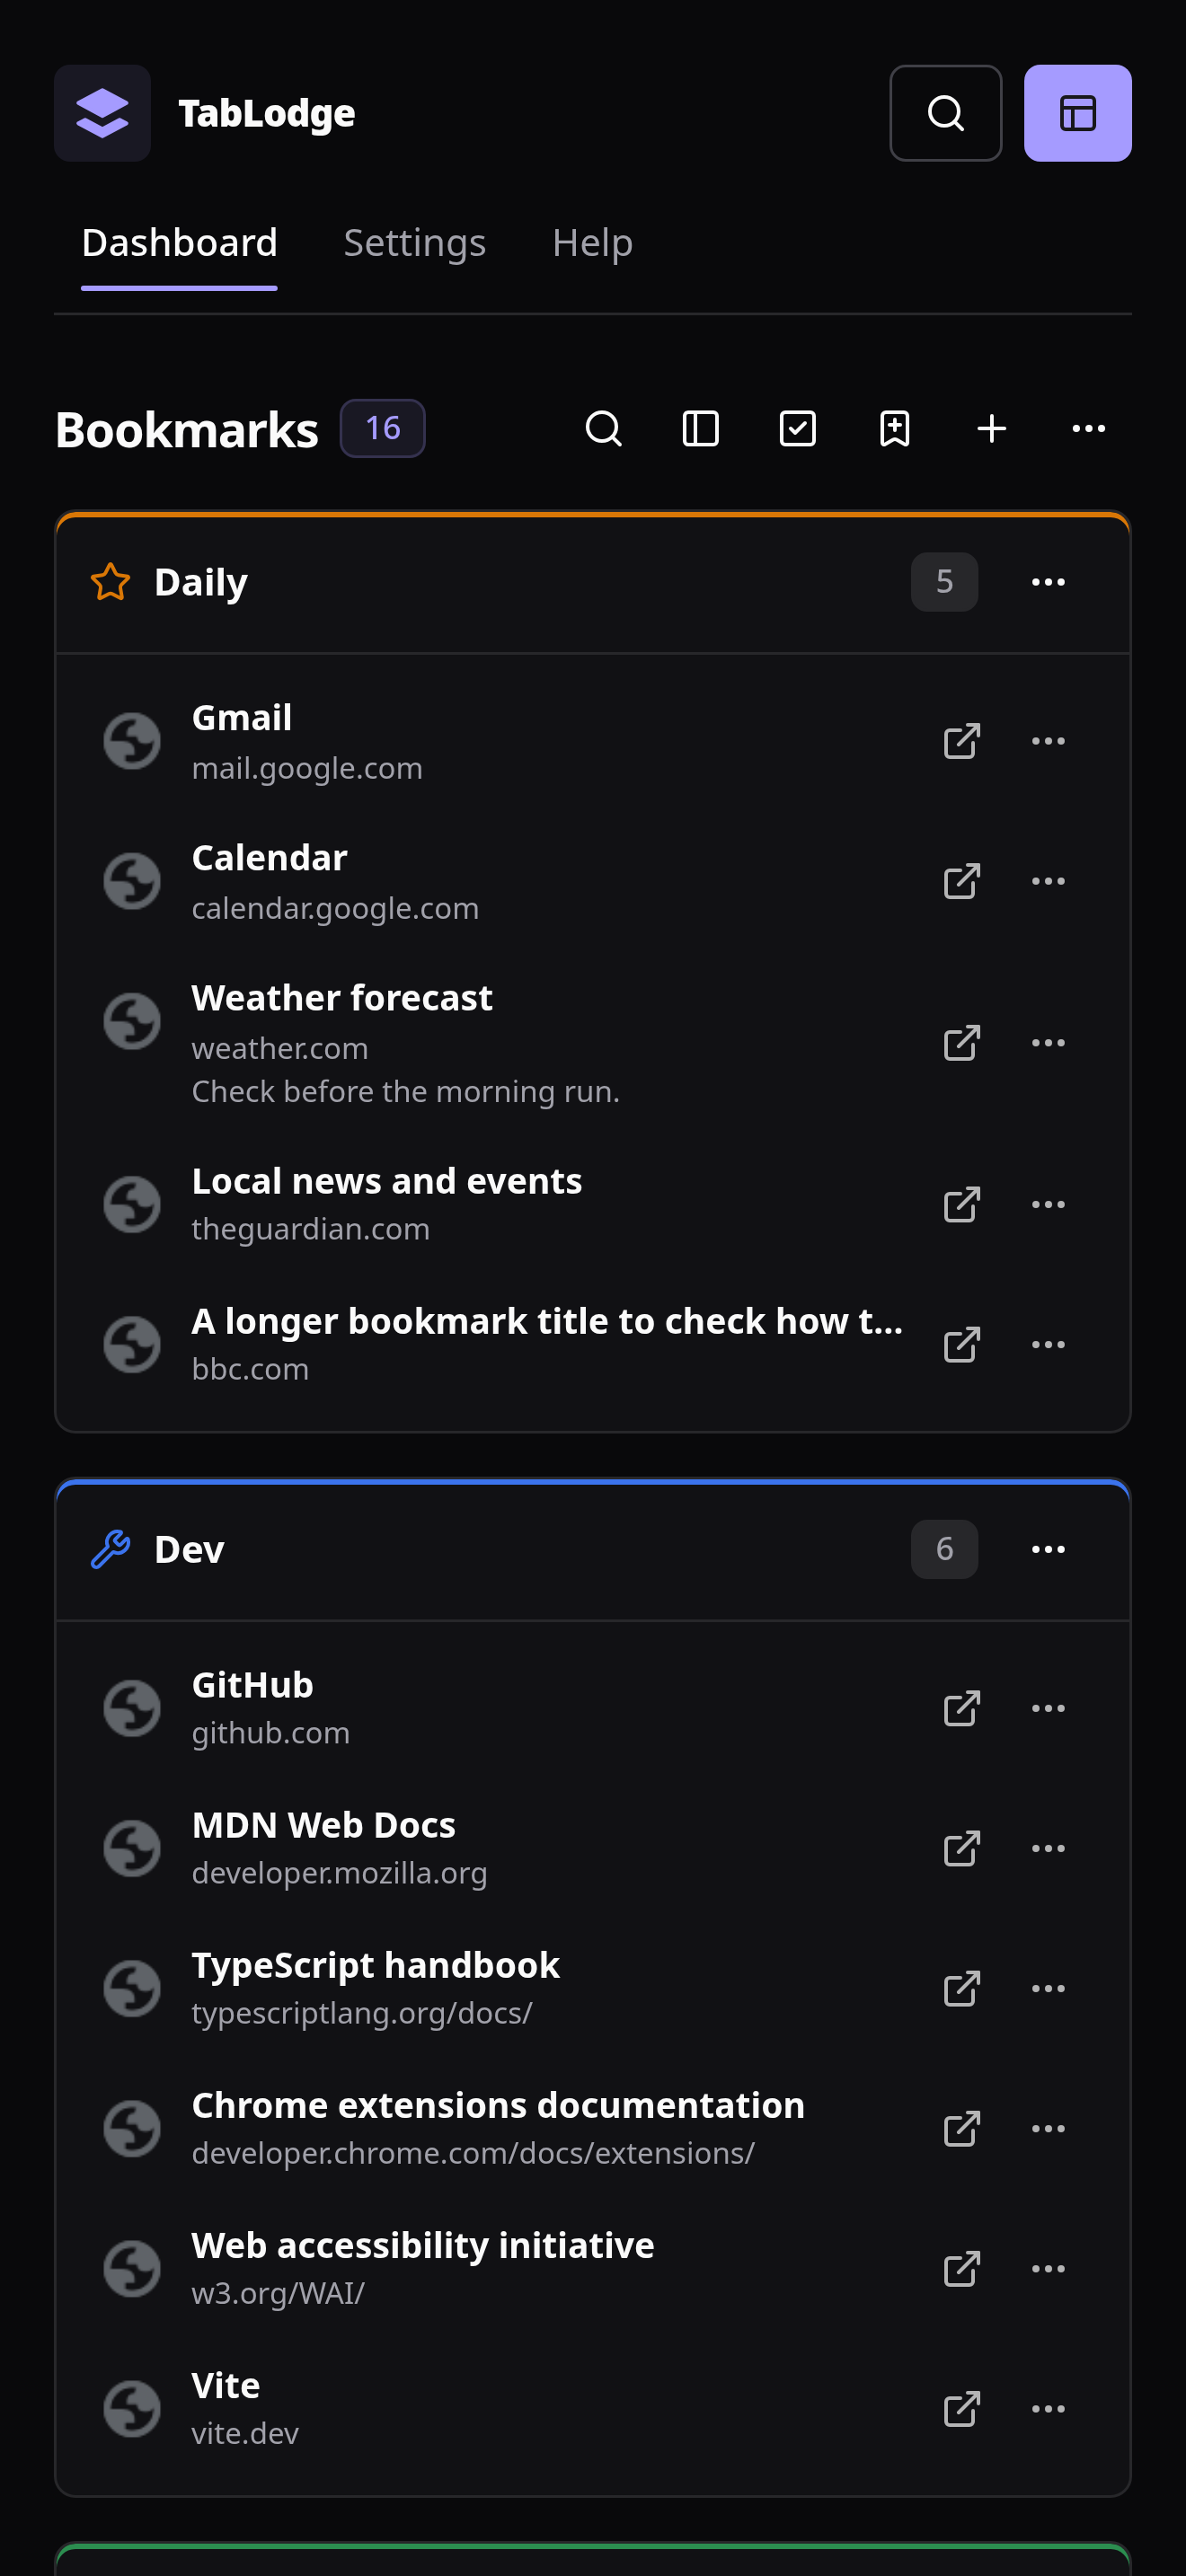 TabLodge
Dashboard Settings Help
Bookmarks 16
Daily 5
Gmail
mail.google.com
Calendar
calendar.google.com
Weather forecast
weather.com
Check before the morning run.
Local news and events
theguardian.com
A longer bookmark title to check how t...
bbc.com
Dev 6
GitHub
github.com
MDN Web Docs
developer.mozilla.org
TypeScript handbook
typescriptlang.org/docs/
Chrome extensions documentation
developer.chrome.com/docs/extensions/
Web accessibility initiative
w3.org/WAI/
Vite
vite.dev